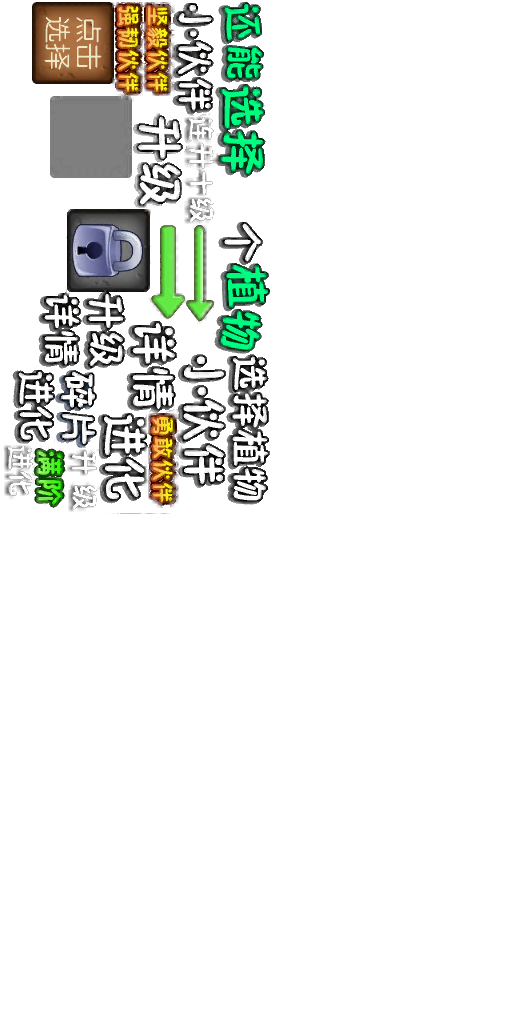 还能选择
个植物
选择植物
小伙伴
连升十级
小伙伴
坚毅伙伴
强韧伙伴
升级
详情
勇敢伙伴
进化
点击
选择
升级
详情
碎片
升级
进化
满阶
进化